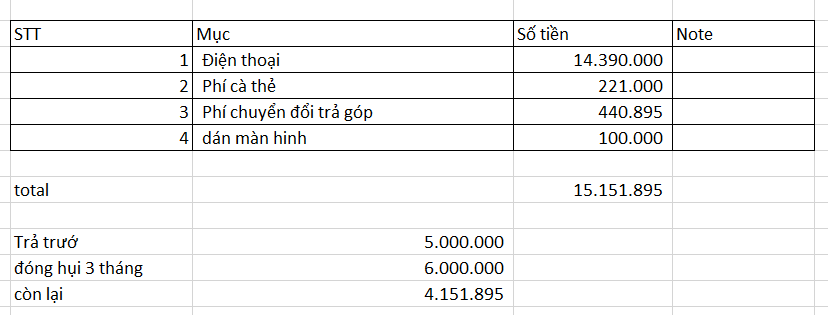 STT Mục Số tiền Note
1 Điện thoại 14.390.000
2 Phí cà thẻ 221.000
3 Phí chuyển đổi trả góp 440.895
4 dán màn hinh 100.000
total 15.151.895
Trả trướ 5.000.000
đóng hụi 3 tháng 6.000.000
còn lại 4.151.895